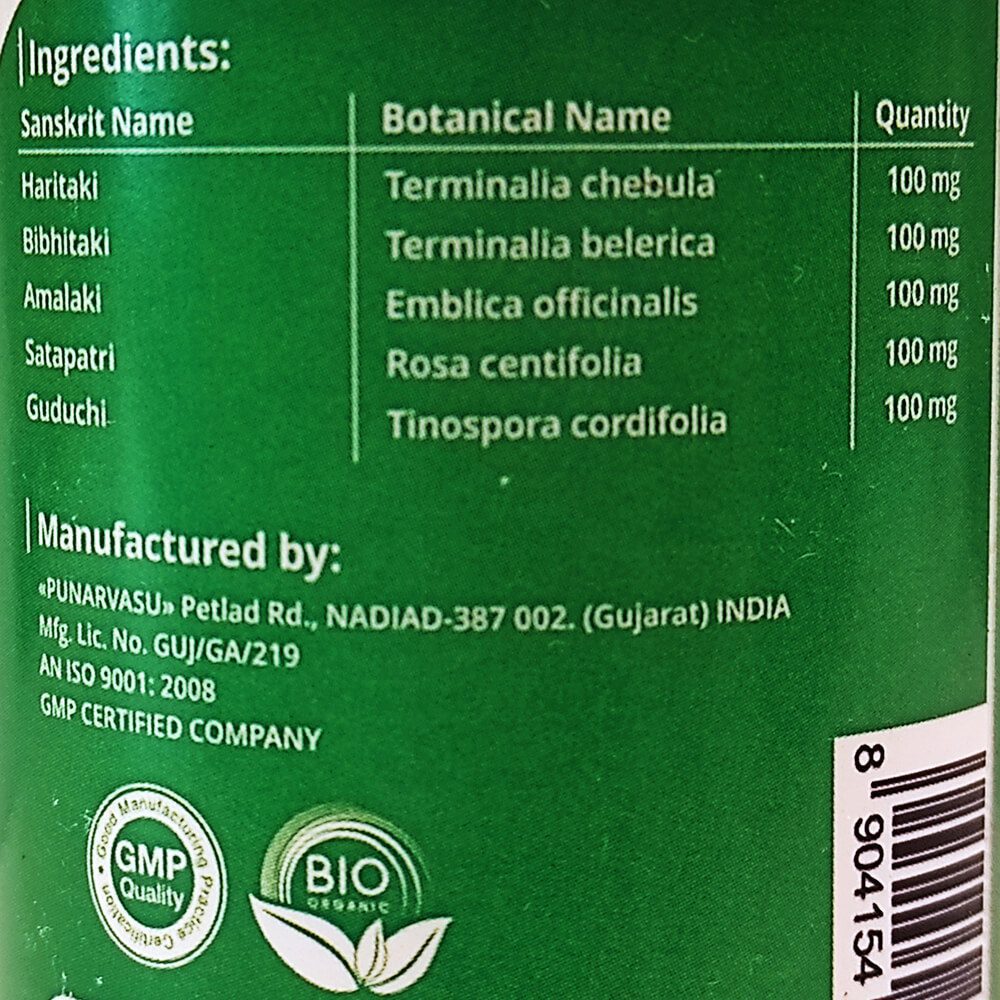 Ingredients:
Sanskrit Name Botanical Name Quantity
Haritaki Terminalia chebula 100 mg
Bibhitaki Terminalia belerica 100 mg
Amalaki Emblica officinalis 100 mg
Satapatri Rosa centifolia 100 mg
Guduchi Tinospora cordifolia 100 mg
Manufactured by:
«PUNARVASU» Petlad Rd., NADIAD-387 002. (Gujarat) INDIA
Mfg. Lic. No. GUJ/GA/219
AN ISO 9001: 2008
GMP CERTIFIED COMPANY
Good Manufacturing Practice Certification
GMP
Quality
BIO
ORGANIC
8 904154